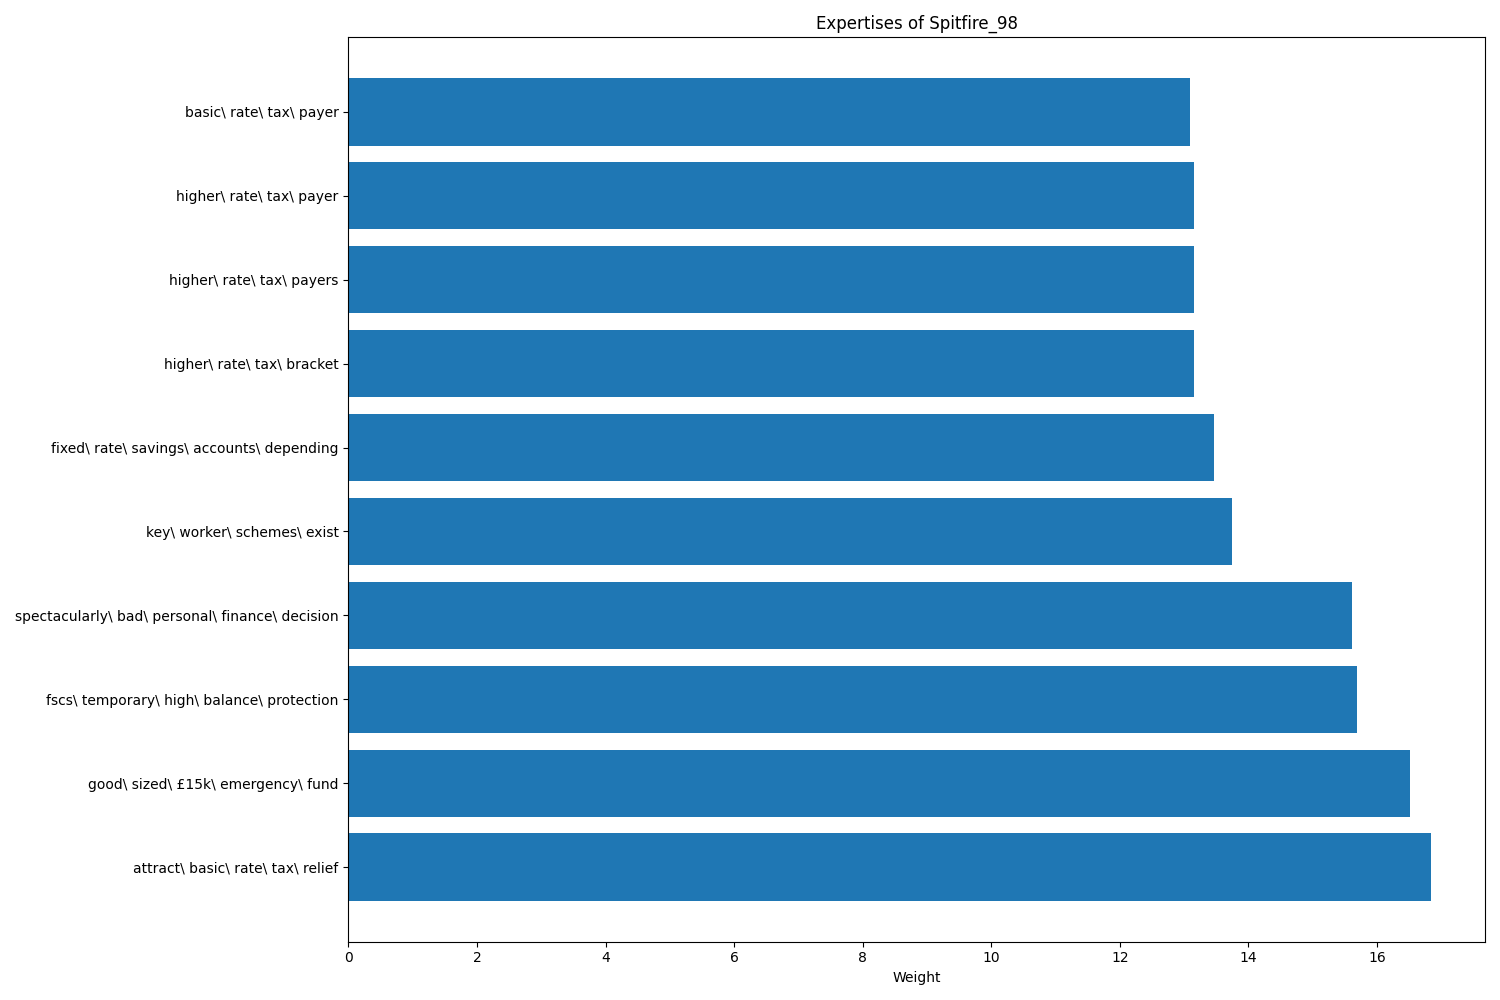 Expertises of Spitfire_98
basic\ rate\ tax\ payer
higher\ rate\ tax\ payer
higher\ rate\ tax\ payers
higher\ rate\ tax\ bracket
fixed\ rate\ savings\ accounts\ depending
key\ worker\ schemes\ exist
spectacularly\ bad\ personal\ finance\ decision
fscs\ temporary\ high\ balance\ protection
good\ sized\ £15k\ emergency\ fund
attract\ basic\ rate\ tax\ relief
0 2 4 6 8 10 12 14 16
Weight